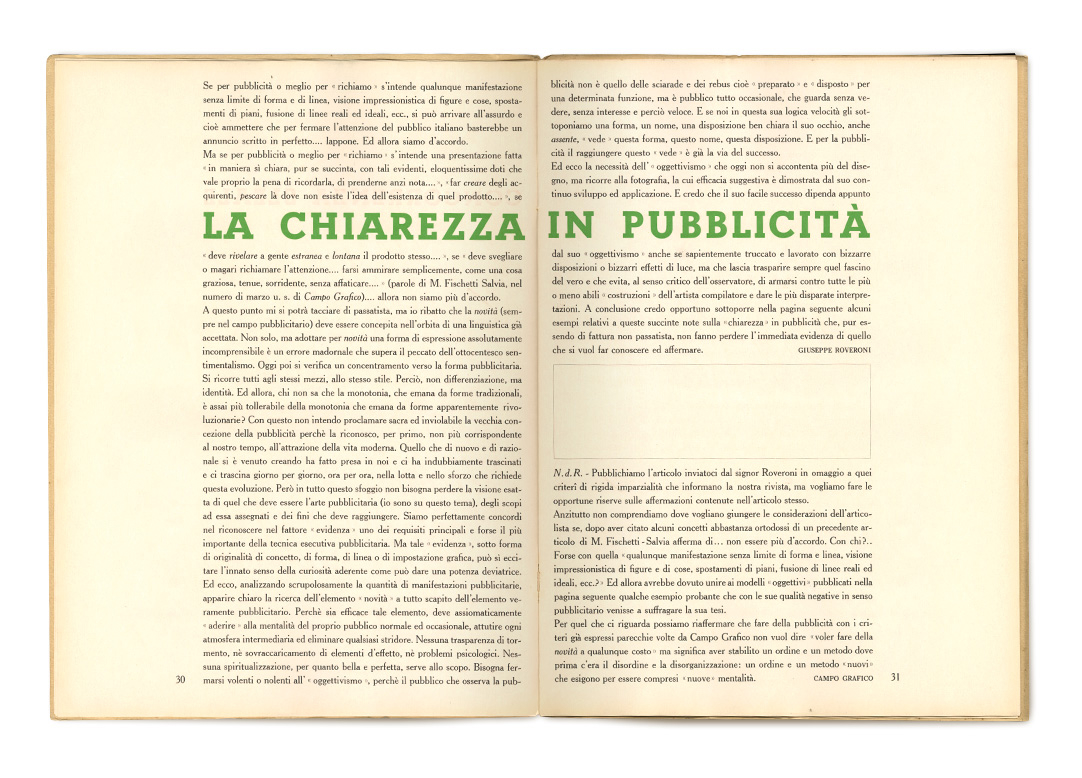 Se per pubblicità o meglio per « richiamo » s'intende qualunque manifestazione
senza limite di forma e di linea, visione impressionistica di figure e cose, sposta-
menti di piani, fusione di linee reali ed ideali, ecc., si può arrivare all'assurdo e
cioè ammettere che per fermare l'attenzione del pubblico italiano basterebbe un
annuncio scritto in perfetto.... lappone. Ed allora siamo d'accordo.
Ma se per pubblicità o meglio per « richiamo » s'intende una presentazione fatta
« in maniera sì chiara, pur se succinta, con tali evidenti, eloquentissime doti che
vale proprio la pena di ricordarla, di prenderne anzi nota.... », « far creare degli ac-
quirenti, pescare là dove non esiste l'idea dell'esistenza di quel prodotto.... », se
LA CHIAREZZA IN PUBBLICITÀ
« deve rivelare a gente estranea e lontana il prodotto stesso.... », se « deve svegliare
o magari richiamare l'attenzione.... farsi ammirare semplicemente, come una cosa
graziosa, tenue, sorridente, senza affaticare.... » (parole di M. Fischetti Salvia, nel
numero di marzo u. s. di Campo Grafico).... allora non siamo più d'accordo.
A questo punto mi si potrà tacciare di passatista, ma io ribatto che la novità (sem-
pre nel campo pubblicitario) deve essere concepita nell'orbita di una linguistica già
accettata. Non solo, ma adottare per novità una forma di espressione assolutamente
incomprensibile è un errore madornale che supera il peccato dell'ottocentesco sen-
timentalismo. Oggi poi si verifica un concentramento verso la forma pubblicitaria.
Si ricorre tutti agli stessi mezzi, allo stesso stile. Perciò, non differenziazione, ma
identità. Ed allora, chi non sa che la monotonia, che emana da forme tradizionali,
è assai più tollerabile della monotonia che emana da forme apparentemente rivo-
luzionarie? Con questo non intendo proclamare sacra ed inviolabile la vecchia con-
cezione della pubblicità perchè la riconosco, per primo, non più corrispondente
al nostro tempo, all'attrazione della vita moderna. Quello che di nuovo e di razio-
nale si è venuto creando ha fatto presa in noi e ci ha indubbiamente trascinati
e ci trascina giorno per giorno, ora per ora, nella lotta e nello sforzo che richiede
questa evoluzione. Però in tutto questo sfoggio non bisogna perdere la visione esat-
ta di quel che deve essere l'arte pubblicitaria (io sono su questo tema), degli scopi
ad essa assegnati e dei fini che deve raggiungere. Siamo perfettamente concordi
nel riconoscere nel fattore « evidenza » uno dei requisiti principali e forse il più
importante della tecnica esecutiva pubblicitaria. Ma tale « evidenza », sotto forma
di originalità di concetto, di forma, di linea o di impostazione grafica, può sì ecci-
tare l'innato senso della curiosità aderente come può dare una potenza deviatrice.
Ed ecco, analizzando scrupolosamente la quantità di manifestazioni pubblicitarie,
apparire chiaro la ricerca dell'elemento « novità » a tutto scapito dell'elemento ve-
ramente pubblicitario. Perchè sia efficace tale elemento, deve assiomaticamente
« aderire » alla mentalità del proprio pubblico normale ed occasionale, attutire ogni
atmosfera intermediaria ed eliminare qualsiasi stridore. Nessuna trasparenza di tor-
mento, nè sovraccaricamento di elementi d'effetto, nè problemi psicologici. Nes-
suna spiritualizzazione, per quanto bella e perfetta, serve allo scopo. Bisogna fer-
marsi volenti o nolenti all' « oggettivismo », perchè il pubblico che osserva la pub-
30
blicità non è quello delle sciarade e dei rebus cioè « preparato » e « disposto » per
una determinata funzione, ma è pubblico tutto occasionale, che guarda senza ve-
dere, senza interesse e perciò veloce. E se noi in questa sua logica velocità gli sot-
toponiamo una forma, un nome, una disposizione ben chiara il suo occhio, anche
assente, « vede » questa forma, questo nome, questa disposizione. E per la pubbli-
cità il raggiungere questo « vede » è già la via del successo.
Ed ecco la necessità dell' « oggettivismo » che oggi non si accontenta più del dise-
gno, ma ricorre alla fotografia, la cui efficacia suggestiva è dimostrata dal suo con-
tinuo sviluppo ed applicazione. E credo che il suo facile successo dipenda appunto
dal suo « oggettivismo » anche se sapientemente truccato e lavorato con bizzarre
disposizioni o bizzarri effetti di luce, ma che lascia trasparire sempre quel fascino
del vero e che evita, al senso critico dell'osservatore, di armarsi contro tutte le più
o meno abili « costruzioni » dell'artista compilatore e dare le più disparate interpre-
tazioni. A conclusione credo opportuno sottoporre nella pagina seguente alcuni
esempi relativi a queste succinte note sulla « chiarezza » in pubblicità che, pur es-
sendo di fattura non passatista, non fanno perdere l'immediata evidenza di quello
che si vuol far conoscere ed affermare. GIUSEPPE ROVERONI
N. d. R. - Pubblichiamo l'articolo inviatoci dal signor Roveroni in omaggio a quei
criterî di rigida imparzialità che informano la nostra rivista, ma vogliamo fare le
opportune riserve sulle affermazioni contenute nell'articolo stesso.
Anzitutto non comprendiamo dove vogliano giungere le considerazioni dell'artico-
lista se, dopo aver citato alcuni concetti abbastanza ortodossi di un precedente ar-
ticolo di M. Fischetti-Salvia afferma di... non essere più d'accordo. Con chi?..
Forse con quella « qualunque manifestazione senza limite di forma e linea, visione
impressionistica di figure e di cose, spostamenti di piani, fusione di linee reali ed
ideali, ecc.? » Ed allora avrebbe dovuto unire ai modelli « oggettivi » pubblicati nella
pagina seguente qualche esempio probante che con le sue qualità negative in senso
pubblicitario venisse a suffragare la sua tesi.
Per quel che ci riguarda possiamo riaffermare che fare della pubblicità con i cri-
teri già espressi parecchie volte da Campo Grafico non vuol dire « voler fare della
novità a qualunque costo » ma significa aver stabilito un ordine e un metodo dove
prima c'era il disordine e la disorganizzazione: un ordine e un metodo « nuovi »
che esigono per essere compresi « nuove » mentalità. CAMPO GRAFICO 31